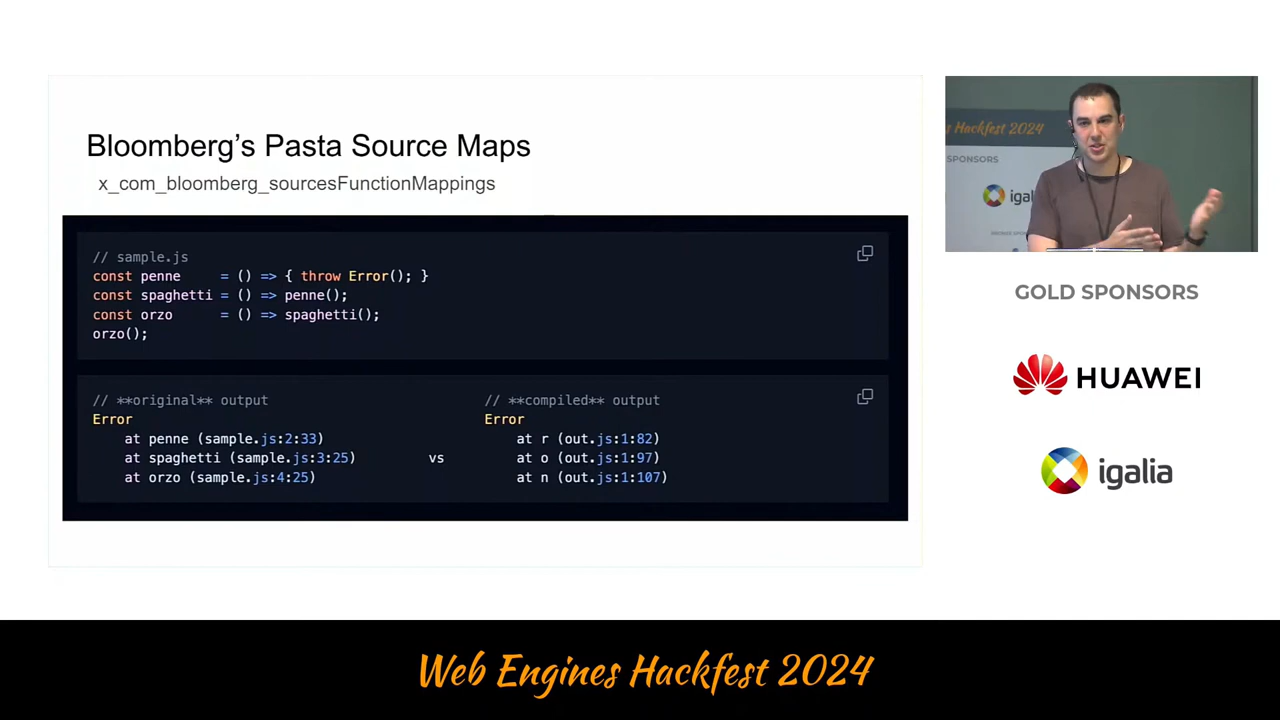 Bloomberg's Pasta Source Maps
x_com_bloomberg_sourcesFunctionMappings
// sample.js
const penne     = () => { throw Error(); }
const spaghetti = () => penne();
const orzo      = () => spaghetti();
orzo();
// **original** output
Error
at penne (sample.js:2:33)
at spaghetti (sample.js:3:25)
at orzo (sample.js:4:25)
vs
// **compiled** output
Error
at r (out.js:1:82)
at o (out.js:1:97)
at n (out.js:1:107)
s Hackfest 2024
SPONSORS
igal
GOLD SPONSORS
HUAWEI
igalia
Web Engines Hackfest 2024